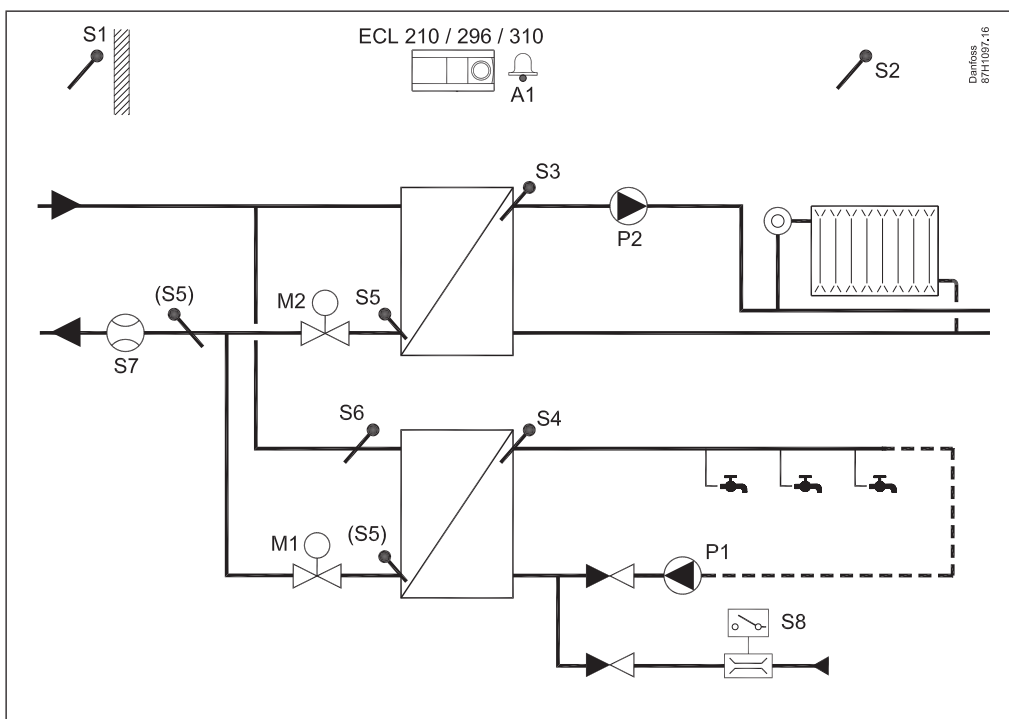 S1
ECL 210 / 296 / 310
A1
S2
Danfoss
87H1097.16
S3
P2
(S5)
M2
S5
S7
S6
S4
M1
(S5)
P1
S8